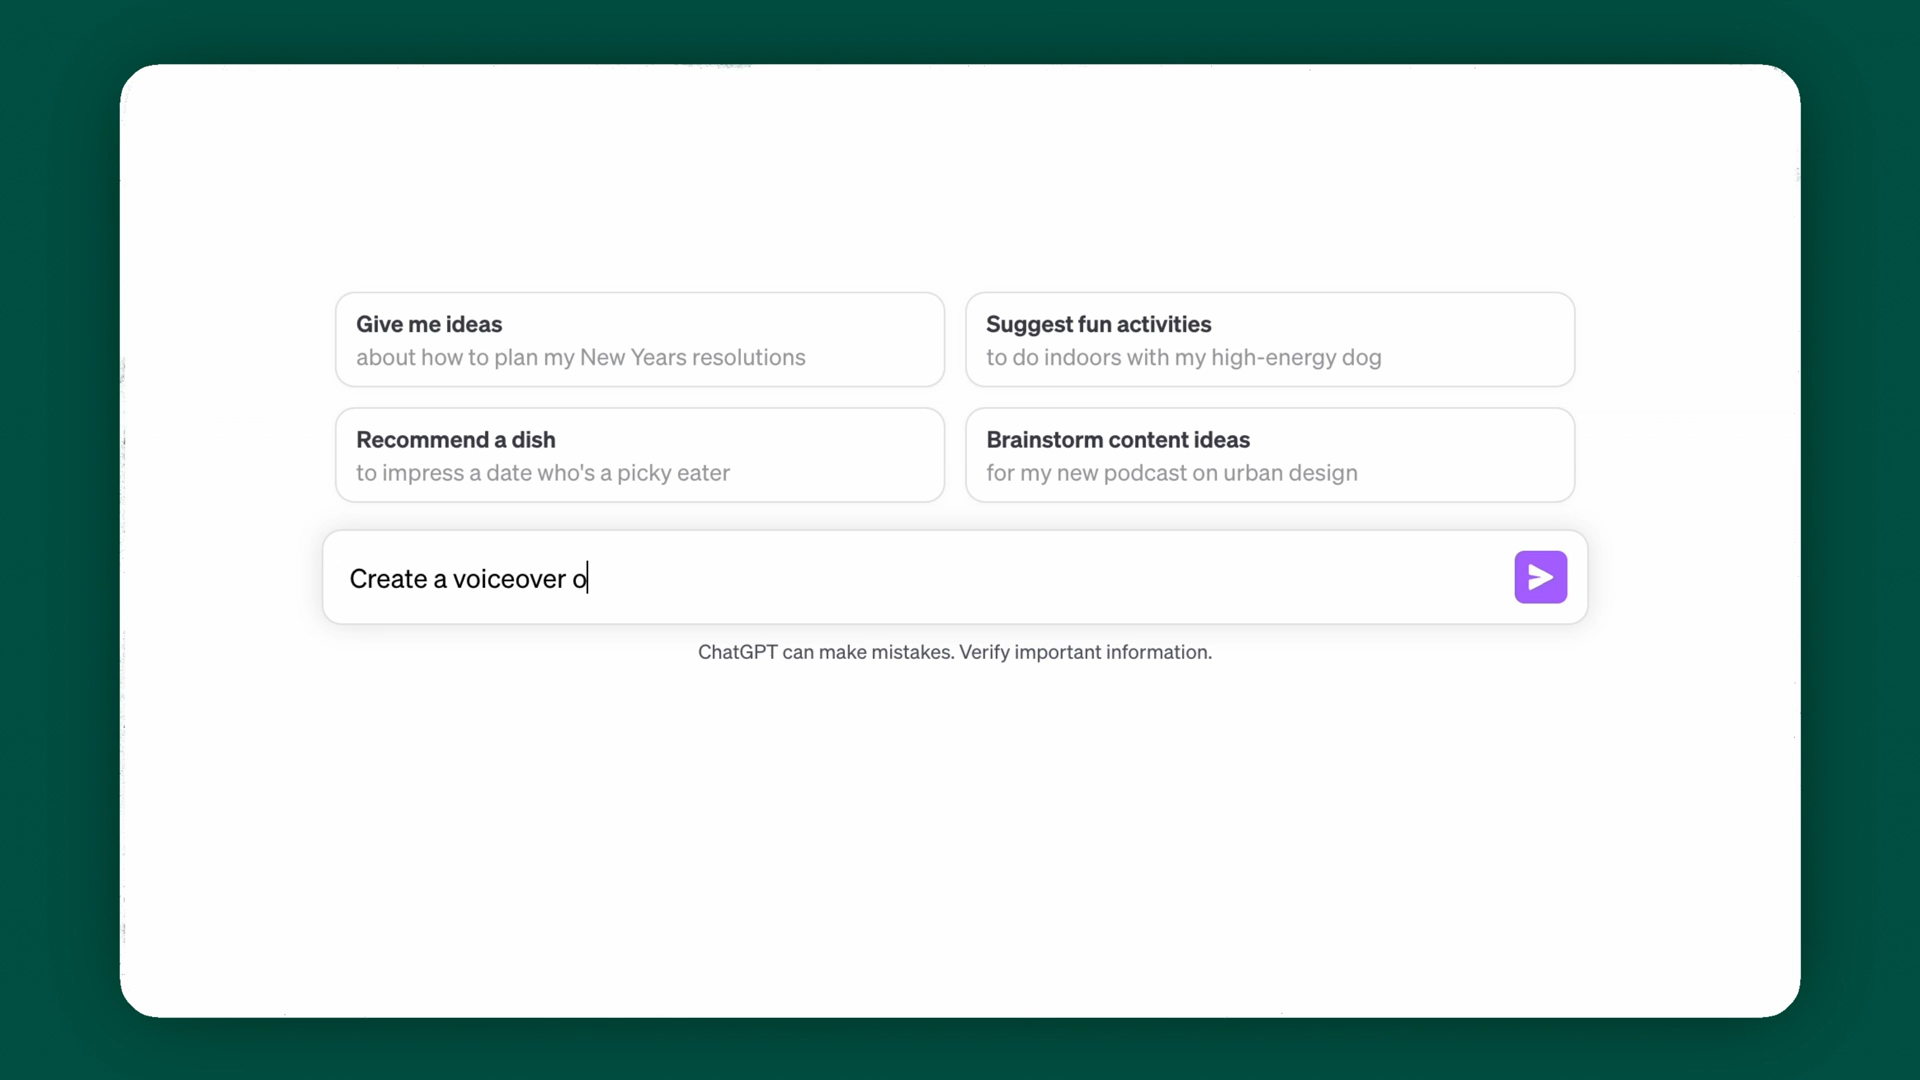 Give me ideas
about how to plan my New Years resolutions
Suggest fun activities
to do indoors with my high-energy dog
Recommend a dish
to impress a date who's a picky eater
Brainstorm content ideas
for my new podcast on urban design
Create a voiceover o
ChatGPT can make mistakes. Verify important information.